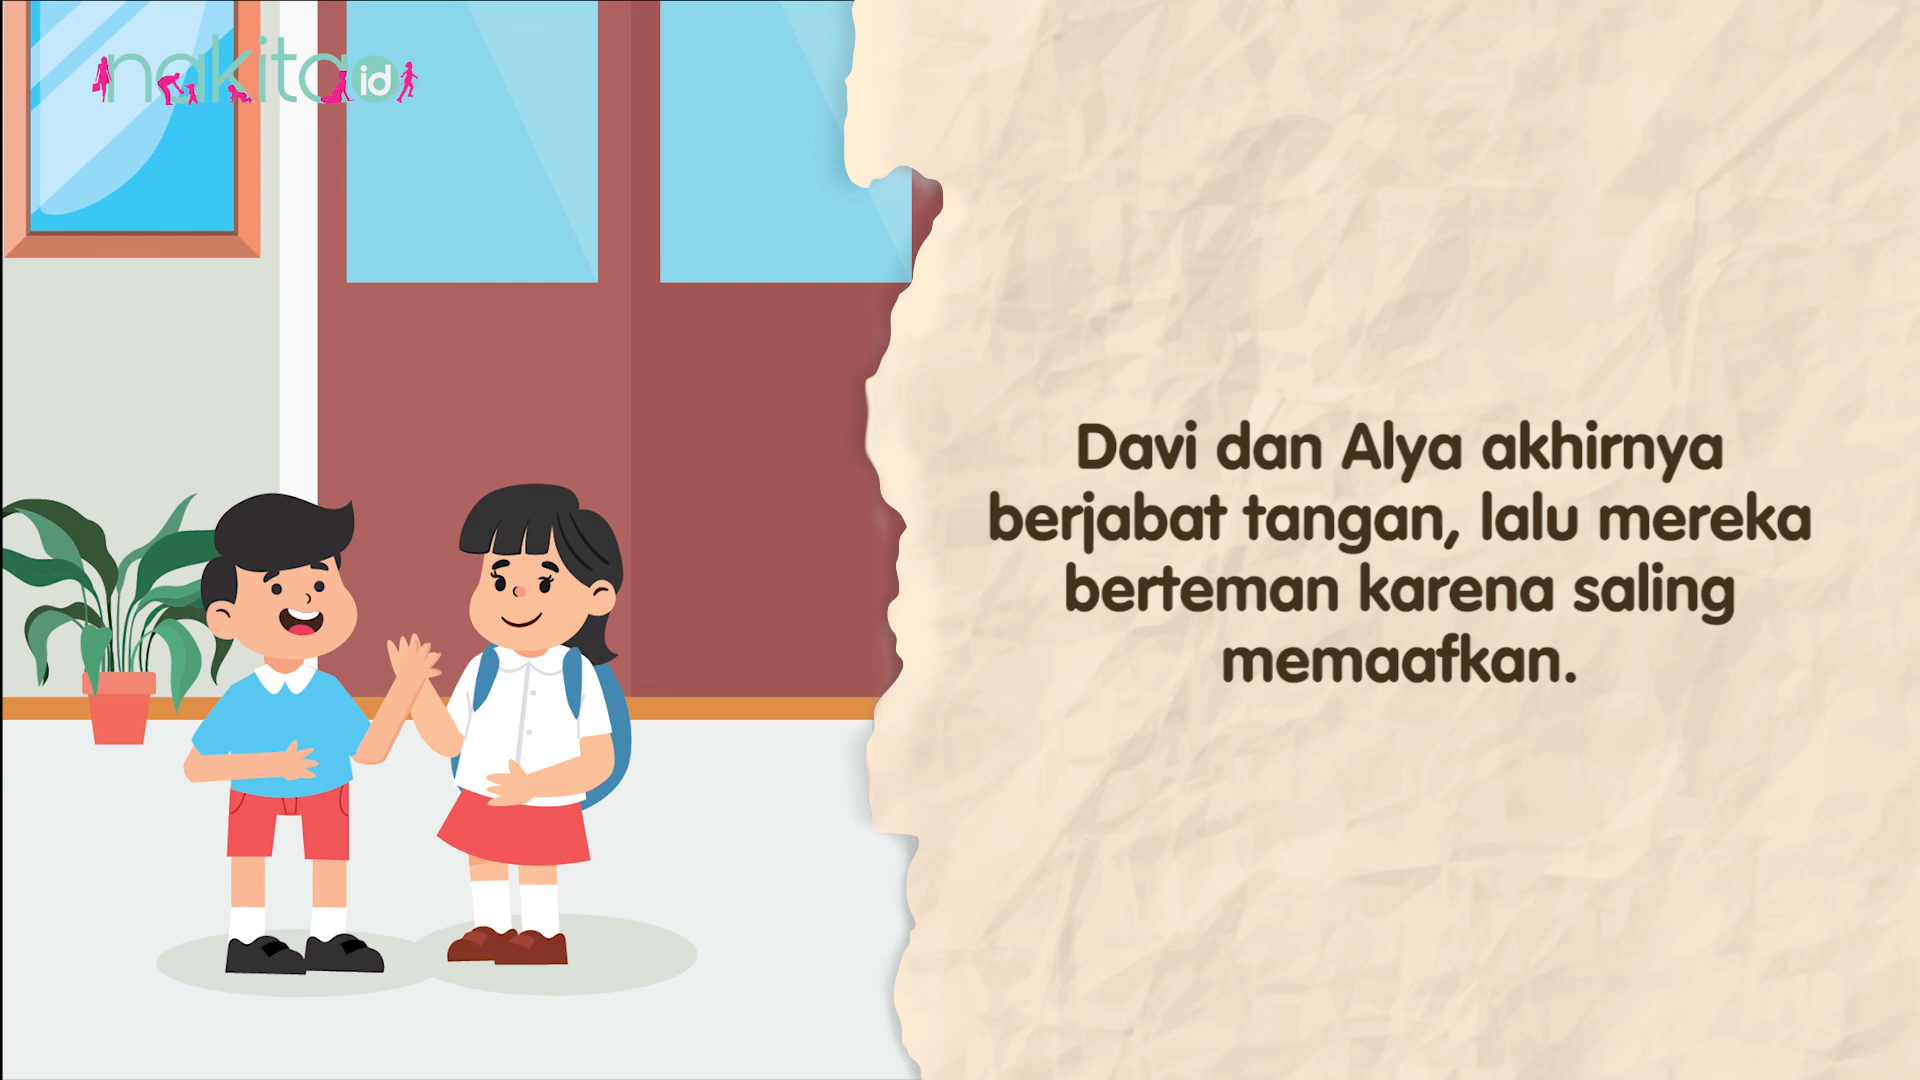 nakita id
Davi dan Alya akhirnya
berjabat tangan, lalu mereka
berteman karena saling
memaafkan.